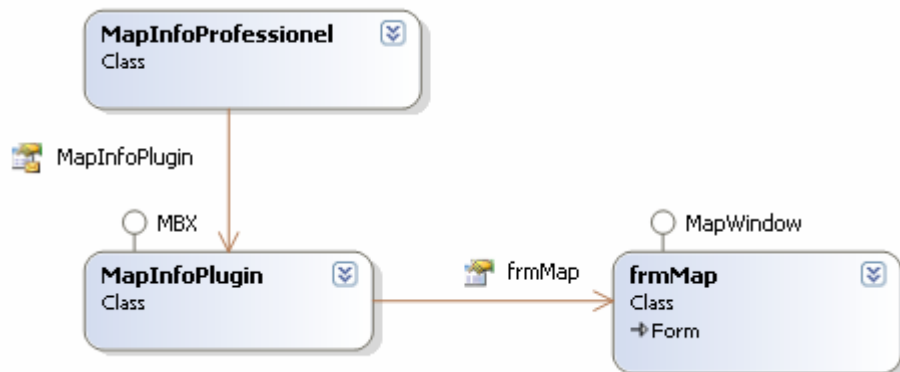 MapInfoProfessionel
Class
MapInfoPlugin
MBX
MapWindow
MapInfoPlugin
Class
frmMap
frmMap
Class
Form